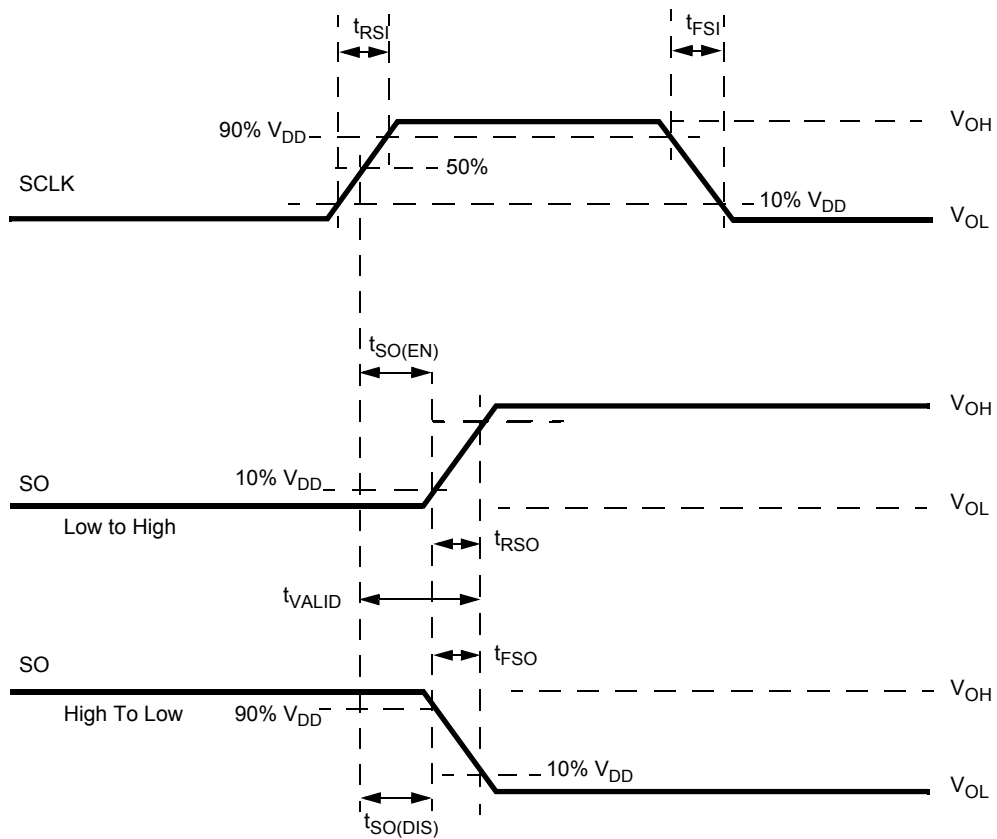 tRSI
tFSI
90% VDD
VOH
50%
SCLK
10% VDD
VOL
tSO(EN)
VOH
10% VDD
SO
VOL
Low to High
tRSO
tVALID
tFSO
SO
VOH
High To Low
90% VDD
10% VDD
VOL
tSO(DIS)